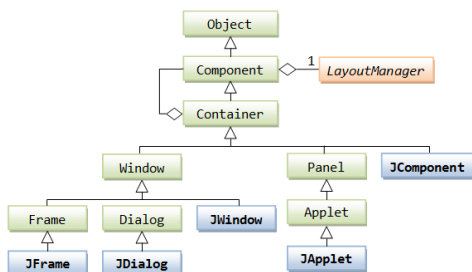 Object
Component
1
LayoutManager
Container
Window
Panel
JComponent
Frame
Dialog
JWindow
Applet
JFrame
JDialog
JApplet